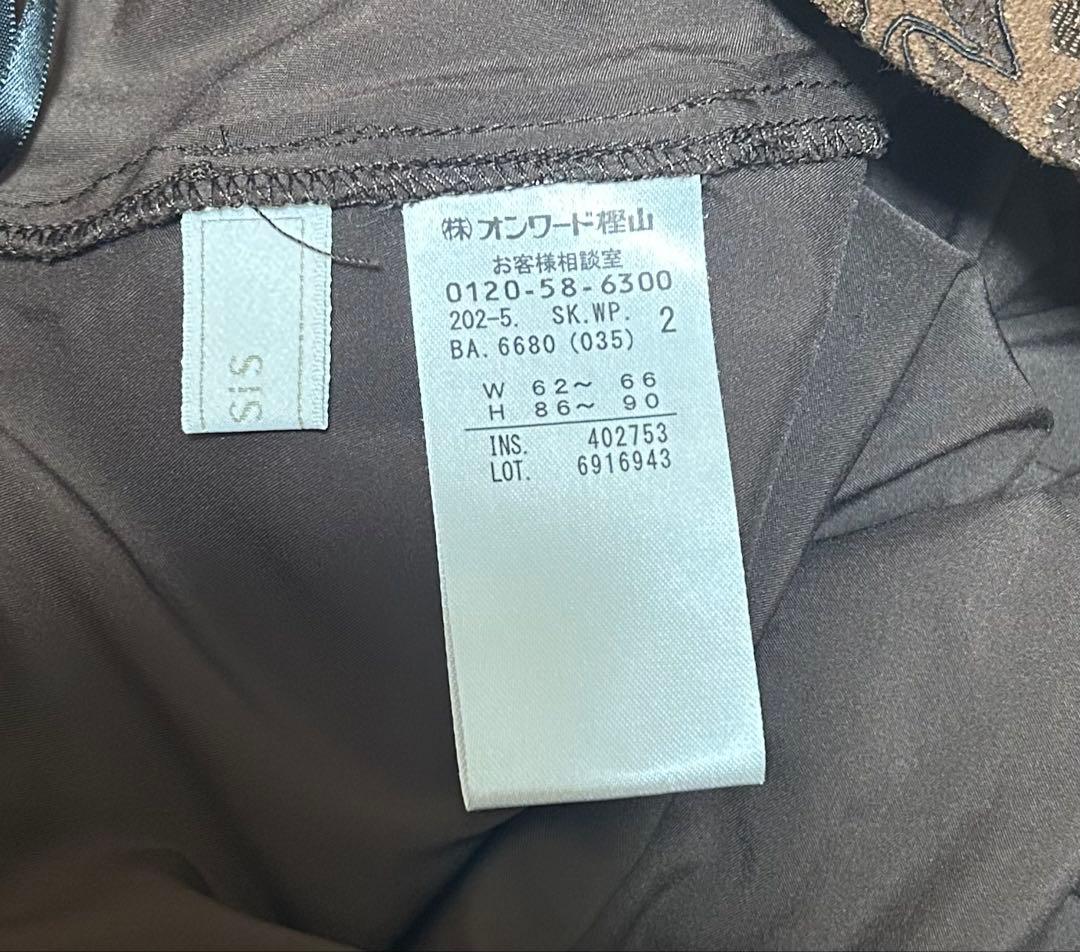 sis
㈱オンワード樫山
お客様相談室
0120-58-6300
202-5. SK.WP. 2
BA.6680 (035)
W 62～ 66
H 86～ 90
INS. 402753
LOT. 6916943